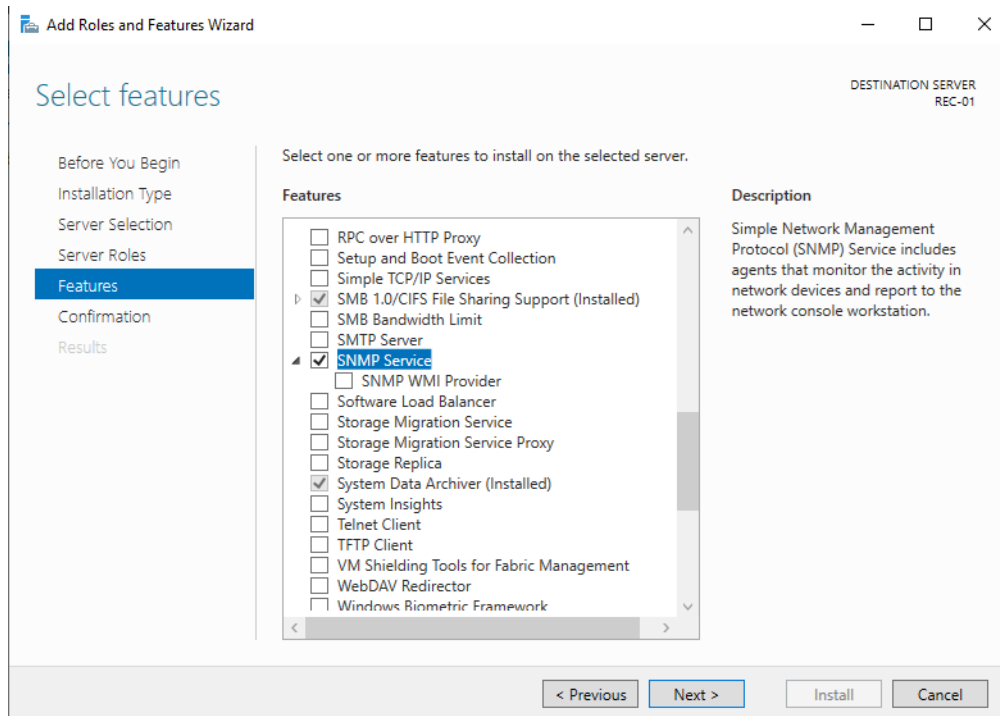 Add Roles and Features Wizard
Select features
DESTINATION SERVER
REC-01
Before You Begin
Installation Type
Server Selection
Server Roles
Features
Confirmation
Results
Select one or more features to install on the selected server.
Features
RPC over HTTP Proxy
Setup and Boot Event Collection
Simple TCP/IP Services
SMB 1.0/CIFS File Sharing Support (Installed)
SMB Bandwidth Limit
SMTP Server
SNMP Service
SNMP WMI Provider
Software Load Balancer
Storage Migration Service
Storage Migration Service Proxy
Storage Replica
System Data Archiver (Installed)
System Insights
Telnet Client
TFTP Client
VM Shielding Tools for Fabric Management
WebDAV Redirector
Windows Biometric Framework
Description
Simple Network Management
Protocol (SNMP) Service includes
agents that monitor the activity in
network devices and report to the
network console workstation.
< Previous
Next >
Install
Cancel